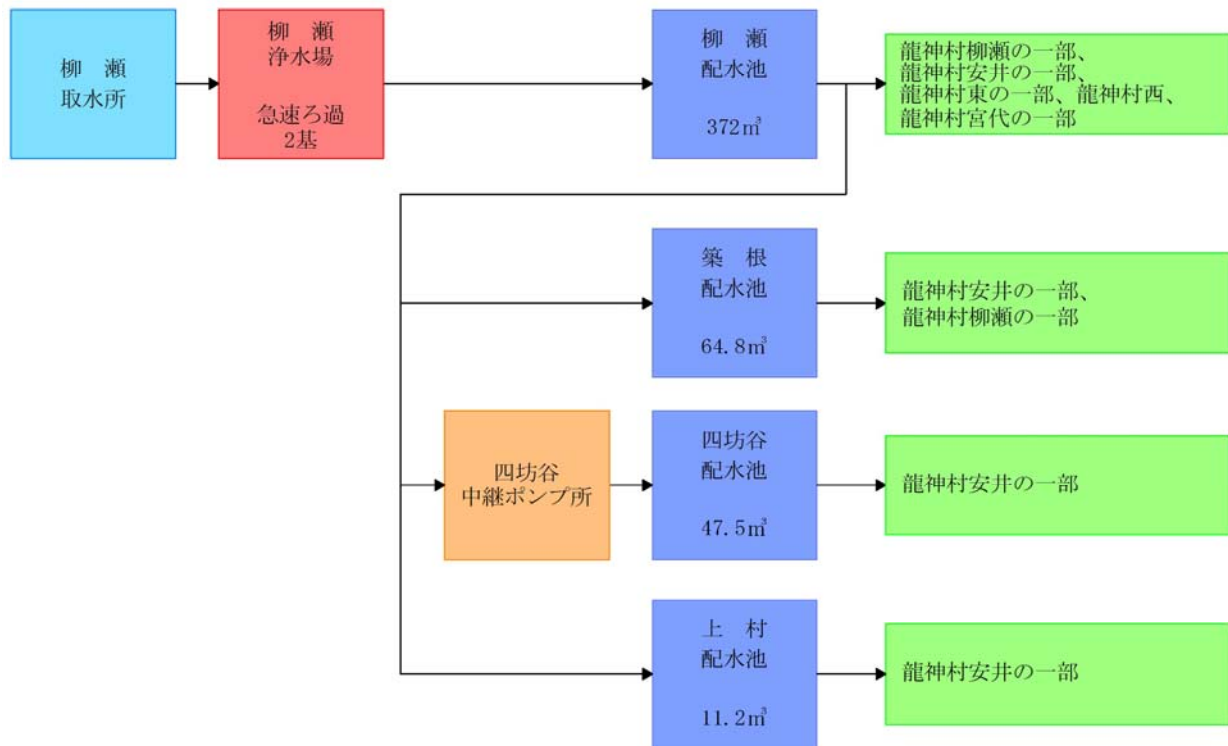 柳　瀬
取水所
柳　瀬
浄水場
急速ろ過
2基
柳　瀬
配水池
372㎥
龍神村柳瀬の一部、
龍神村安井の一部、
龍神村東の一部、龍神村西、
龍神村宮代の一部
築　根
配水池
64.8㎥
龍神村安井の一部、
龍神村柳瀬の一部
四坊谷
中継ポンプ所
四坊谷
配水池
47.5㎥
龍神村安井の一部
上　村
配水池
11.2㎥
龍神村安井の一部